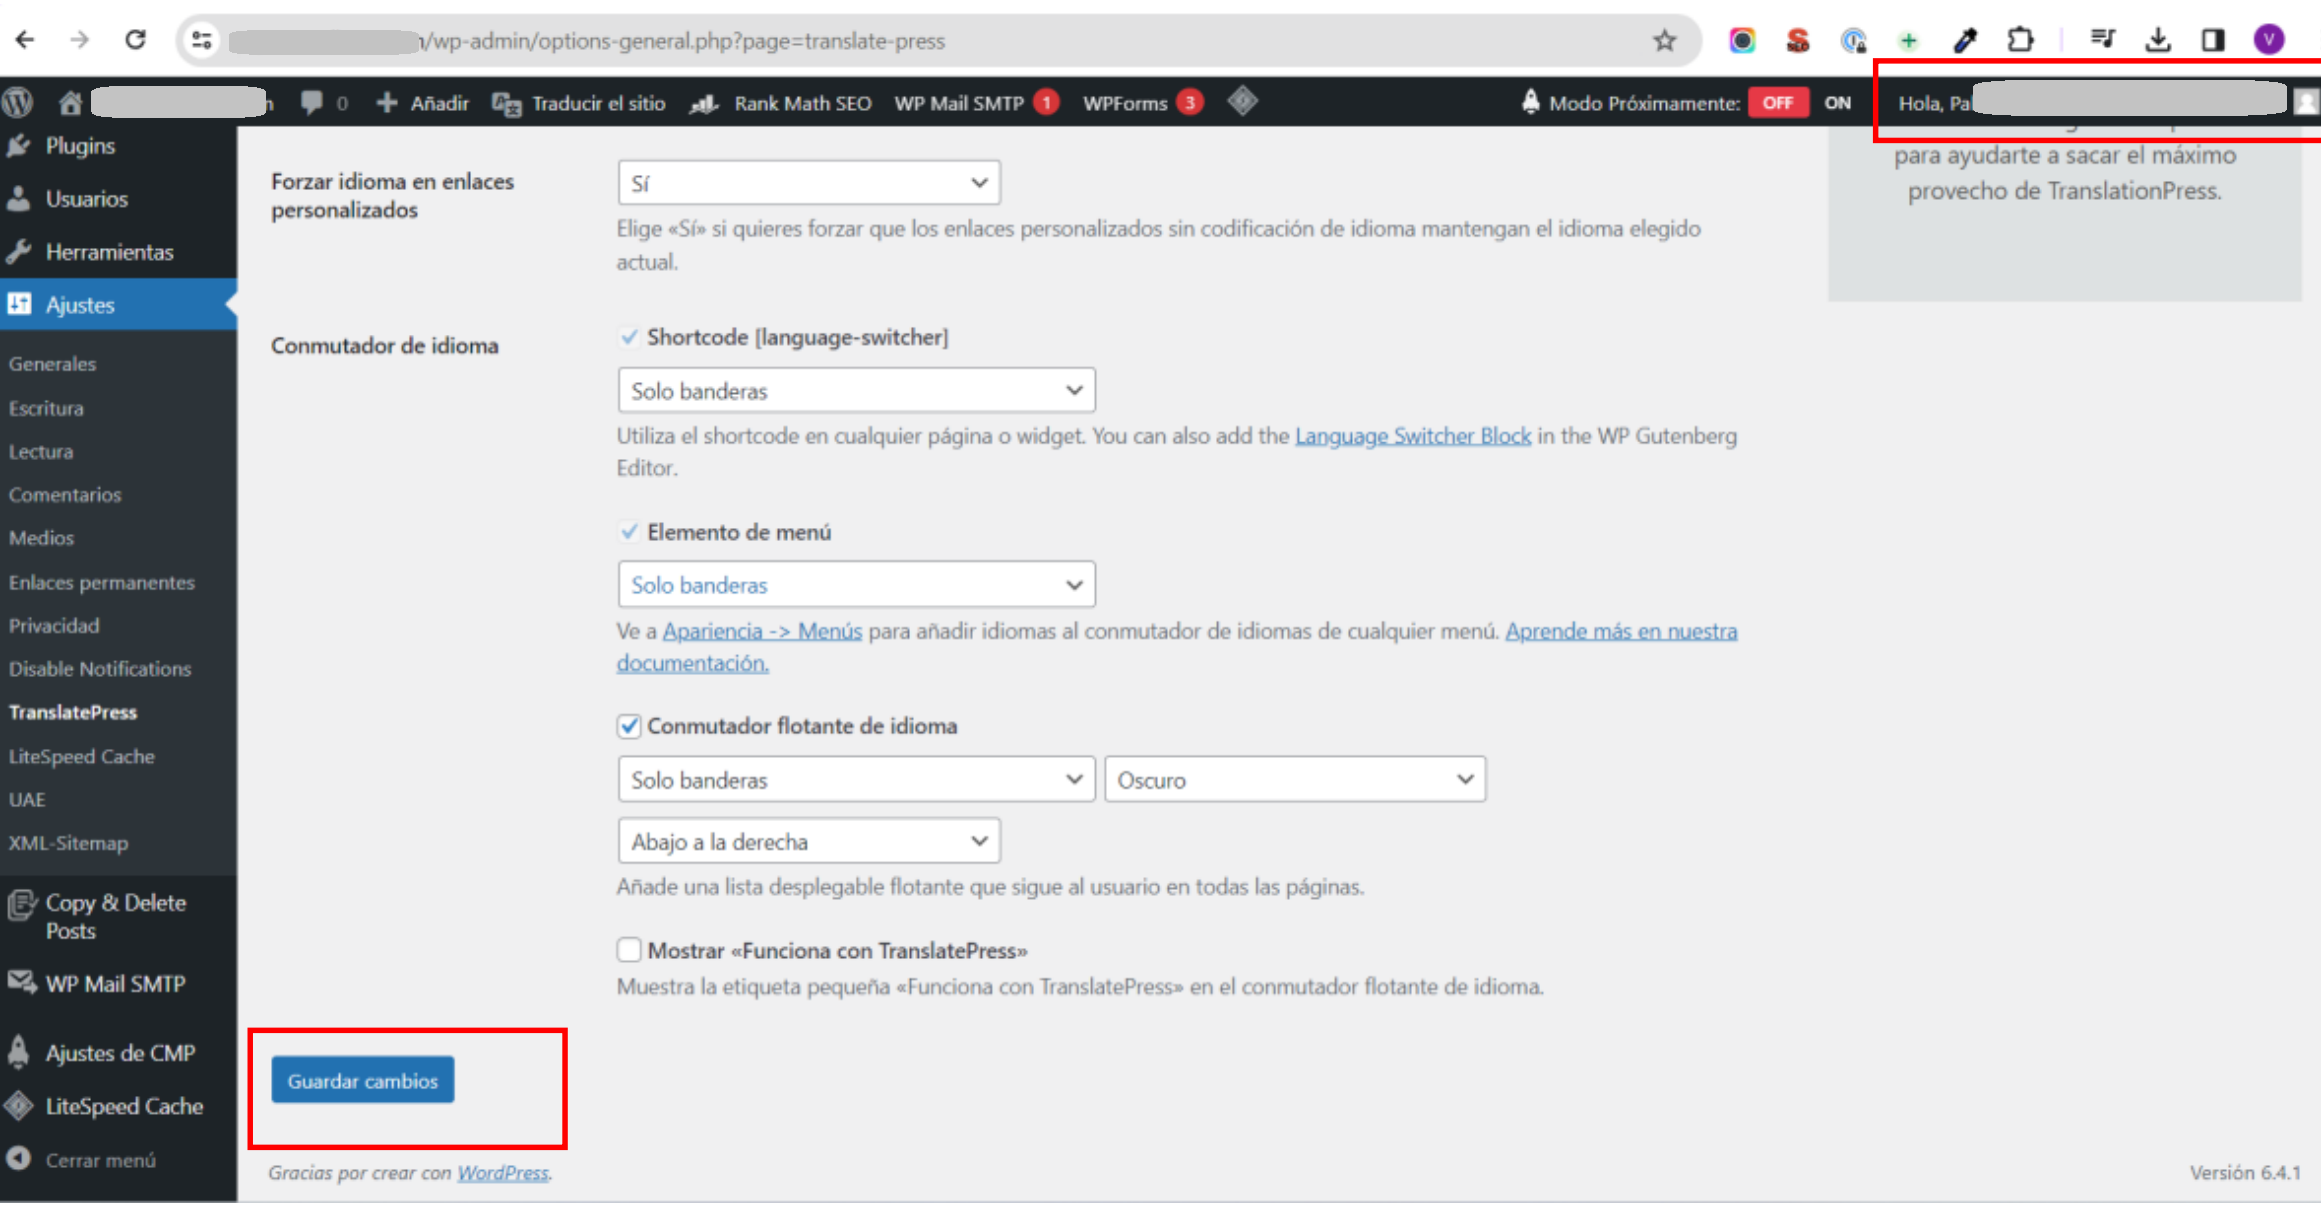 /wp-admin/options-general.php?page=translate-press
V
0 Añadir Traducir el sitio Rank Math SEO WP Mail SMTP 1 WPForms 3 Modo Próximamente: OFF ON Hola, Pa
Plugins
Usuarios
Herramientas
Ajustes
Generales
Escritura
Lectura
Comentarios
Medios
Enlaces permanentes
Privacidad
Disable Notifications
TranslatePress
LiteSpeed Cache
UAE
XML-Sitemap
Copy & Delete
Posts
WP Mail SMTP
Ajustes de CMP
LiteSpeed Cache
Cerrar menú
Forzar idioma en enlaces
personalizados
Sí
Elige «Sí» si quieres forzar que los enlaces personalizados sin codificación de idioma mantengan el idioma elegido
actual.
Conmutador de idioma
Shortcode [language-switcher]
Solo banderas
Utiliza el shortcode en cualquier página o widget. You can also add the Language Switcher Block in the WP Gutenberg
Editor.
Elemento de menú
Solo banderas
Ve a Apariencia -> Menús para añadir idiomas al conmutador de idiomas de cualquier menú. Aprende más en nuestra
documentación.
Conmutador flotante de idioma
Solo banderas Oscuro
Abajo a la derecha
Añade una lista desplegable flotante que sigue al usuario en todas las páginas.
Mostrar «Funciona con TranslatePress»
Muestra la etiqueta pequeña «Funciona con TranslatePress» en el conmutador flotante de idioma.
Guardar cambios
Gracias por crear con WordPress.
para ayudarte a sacar el máximo
provecho de TranslationPress.
Versión 6.4.1